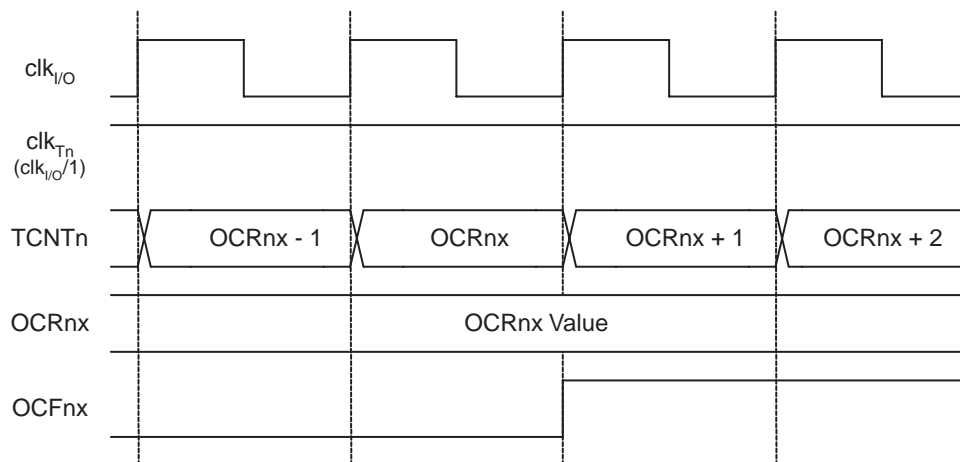 clkI/O
clkTn
(clkI/O/1)
TCNTn OCRnx - 1 OCRnx OCRnx + 1 OCRnx + 2
OCRnx OCRnx Value
OCFnx